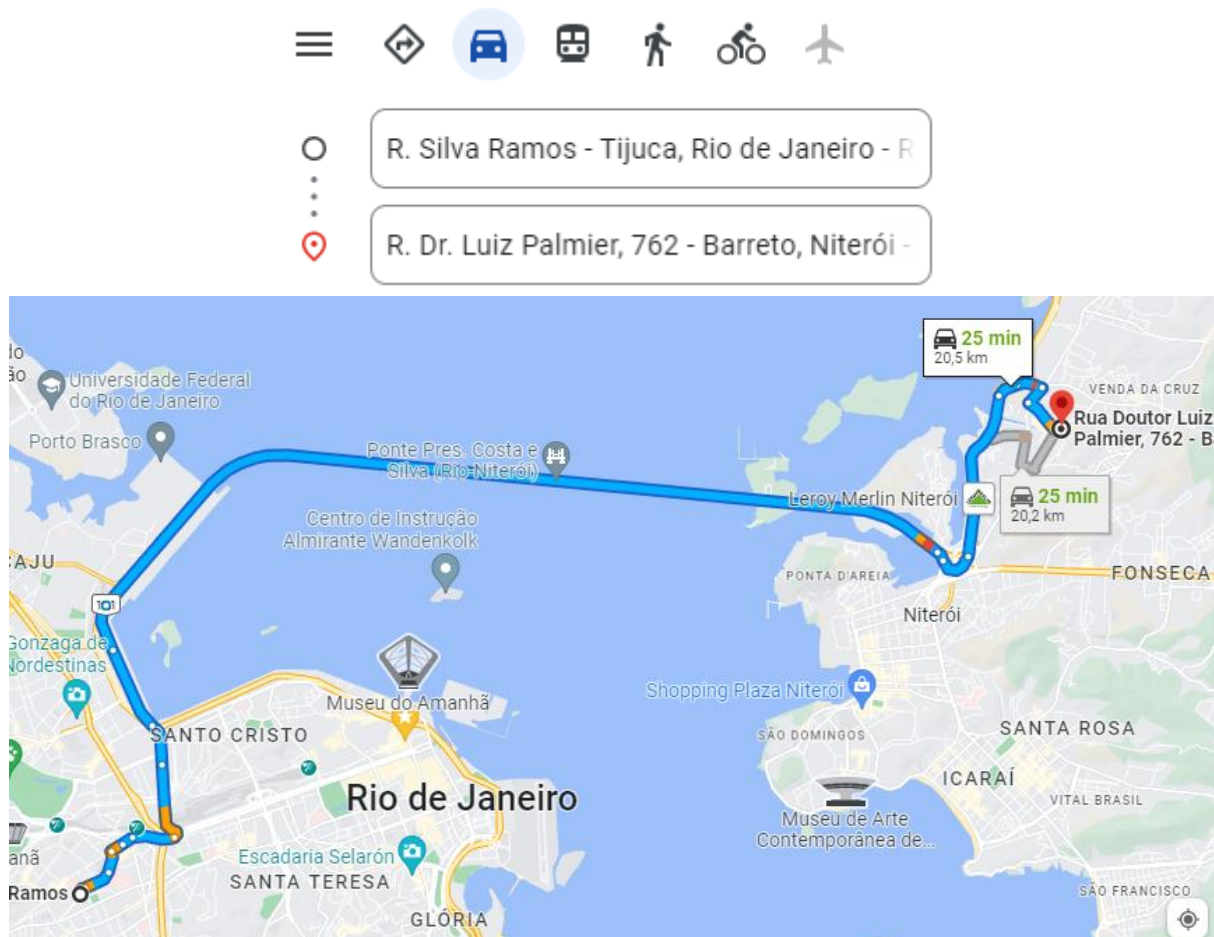 R. Silva Ramos - Tijuca, Rio de Janeiro - R
R. Dr. Luiz Palmier, 762 - Barreto, Niterói -
25 min
20,5 km
Universidade Federal
do Rio de Janeiro
VENDA DA CRUZ
Rua Doutor Luiz
Palmier, 762 - B
Porto Brasco
Ponte Pres. Costa e
Silva (Rio-Niterói)
Leroy Merlin Niterói
25 min
20,2 km
Centro de Instrução
Almirante Wandenkolk
CAJU
PONTA D'AREIA
FONSECA
101
Niterói
Gonzaga de
Nordestinas
Museu do Amanhã
Shopping Plaza Niterói
SANTO CRISTO
SÃO DOMINGOS
SANTA ROSA
ICARAÍ
Rio de Janeiro
VITAL BRASIL
Museu de Arte
Contemporânea de...
anã
Escadaria Selarón
SANTA TERESA
Ramos
SÃO FRANCISCO
GLÓRIA